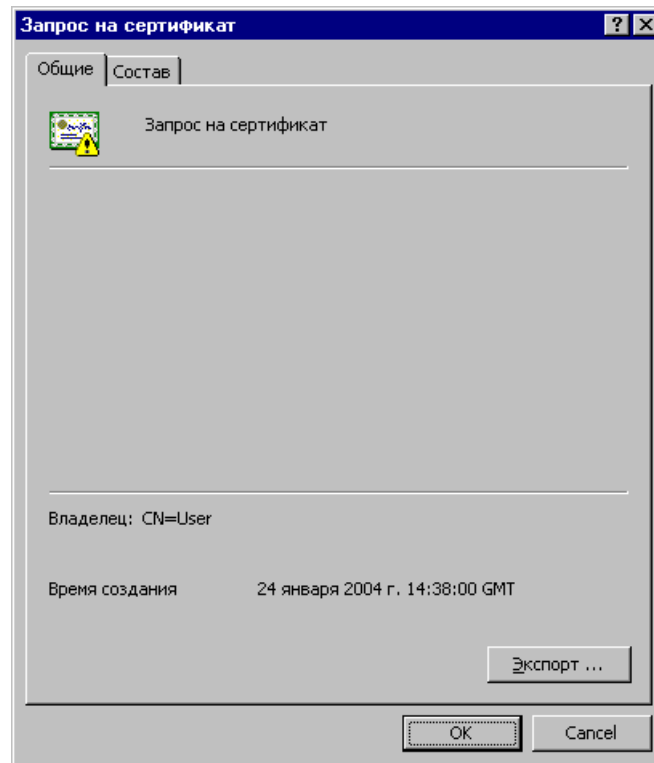 Запрос на сертификат
Общие
Состав
Запрос на сертификат
Владелец: CN=User
Время создания 24 января 2004 г. 14:38:00 GMT
Экспорт ...
OK
Cancel